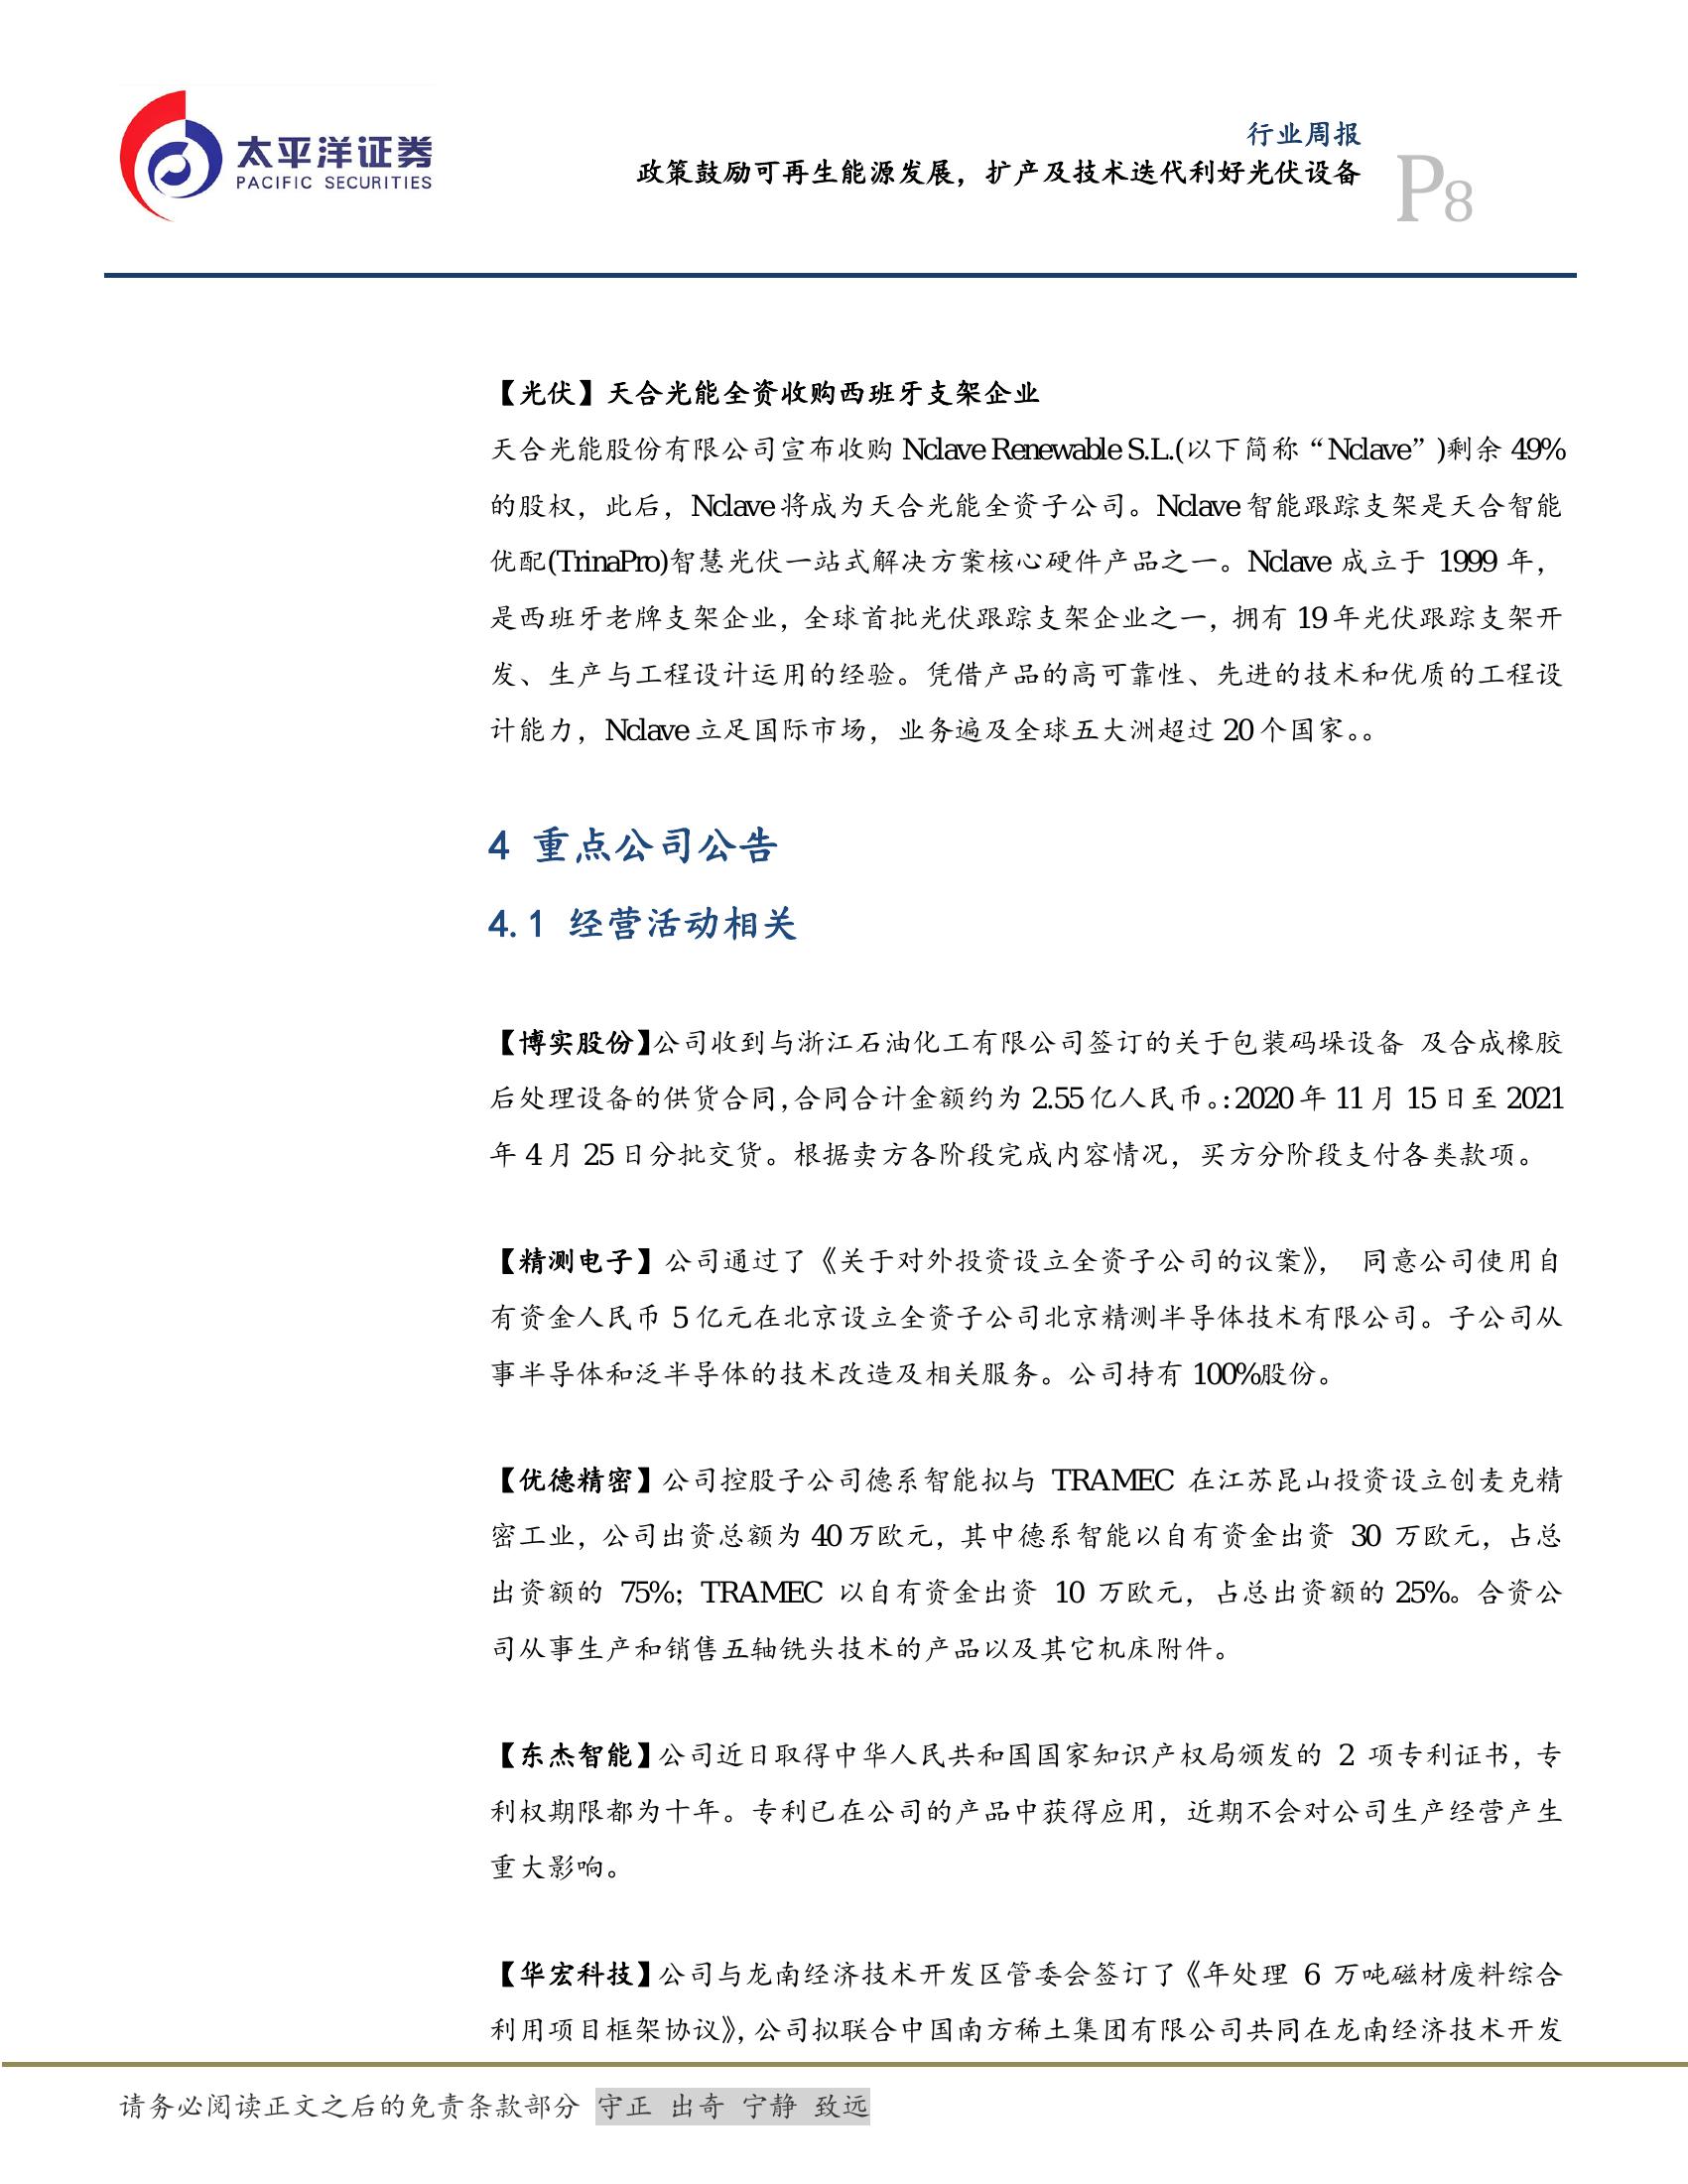 太平洋证券
PACIFIC SECURITIES
行业周报
政策鼓励可再生能源发展，扩产及技术迭代利好光伏设备
P8
【光伏】天合光能全资收购西班牙支架企业
天合光能股份有限公司宣布收购 Nclave Renewable S.L.(以下简称“Nclave”)剩余 49%
的股权，此后，Nclave 将成为天合光能全资子公司。Nclave 智能跟踪支架是天合智能
优配(TrinaPro)智慧光伏一站式解决方案核心硬件产品之一。Nclave 成立于 1999 年，
是西班牙老牌支架企业，全球首批光伏跟踪支架企业之一，拥有 19 年光伏跟踪支架开
发、生产与工程设计运用的经验。凭借产品的高可靠性、先进的技术和优质的工程设
计能力，Nclave 立足国际市场，业务遍及全球五大洲超过 20 个国家。。
4 重点公司公告
4.1 经营活动相关
【博实股份】公司收到与浙江石油化工有限公司签订的关于包装码垛设备 及合成橡胶
后处理设备的供货合同，合同合计金额约为 2.55 亿人民币。：2020 年 11 月 15 日至 2021
年 4 月 25 日分批交货。根据卖方各阶段完成内容情况，买方分阶段支付各类款项。
【精测电子】公司通过了《关于对外投资设立全资子公司的议案》， 同意公司使用自
有资金人民币 5 亿元在北京设立全资子公司北京精测半导体技术有限公司。子公司从
事半导体和泛半导体的技术改造及相关服务。公司持有 100%股份。
【优德精密】公司控股子公司德系智能拟与 TRAMEC 在江苏昆山投资设立创麦克精
密工业，公司出资总额为 40 万欧元，其中德系智能以自有资金出资 30 万欧元，占总
出资额的 75%；TRAMEC 以自有资金出资 10 万欧元，占总出资额的 25%。合资公
司从事生产和销售五轴铣头技术的产品以及其它机床附件。
【东杰智能】公司近日取得中华人民共和国国家知识产权局颁发的 2 项专利证书，专
利权期限都为十年。专利已在公司的产品中获得应用，近期不会对公司生产经营产生
重大影响。
【华宏科技】公司与龙南经济技术开发区管委会签订了《年处理 6 万吨磁材废料综合
利用项目框架协议》，公司拟联合中国南方稀土集团有限公司共同在龙南经济技术开发
请务必阅读正文之后的免责条款部分 守正 出奇 宁静 致远